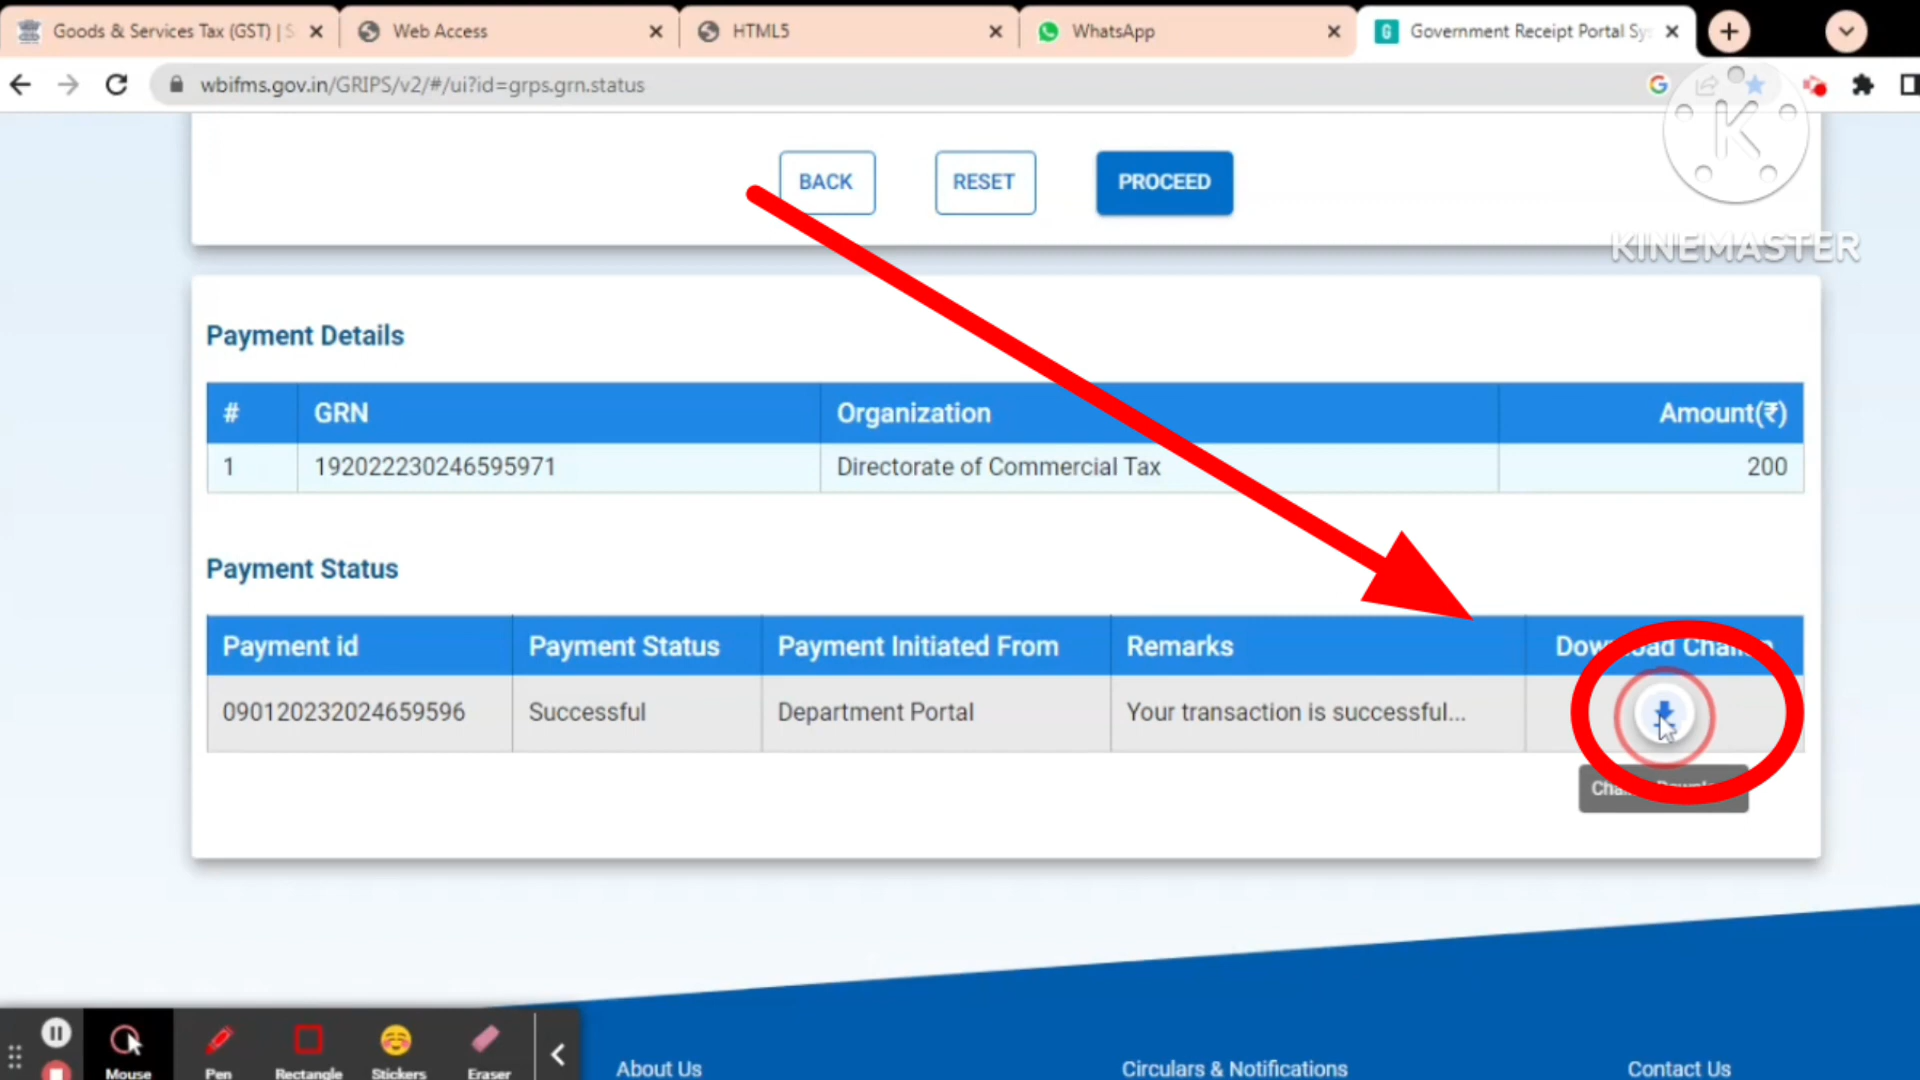 Goods & Services Tax (GST) | S
Web Access
HTML5
WhatsApp
Government Receipt Portal Sys
wbifms.gov.in/GRIPS/v2/#/ui?id=grps.grn.status
K
KINEMASTER
BACK RESET PROCEED
Payment Details
# GRN Organization Amount(₹)
1 192022230246595971 Directorate of Commercial Tax 200
Payment Status
Payment id Payment Status Payment Initiated From Remarks
090120232024659596 Successful Department Portal Your transaction is successful...
Mouse Pen Rectangle Stickers Eraser
About Us Circulars & Notifications Contact Us